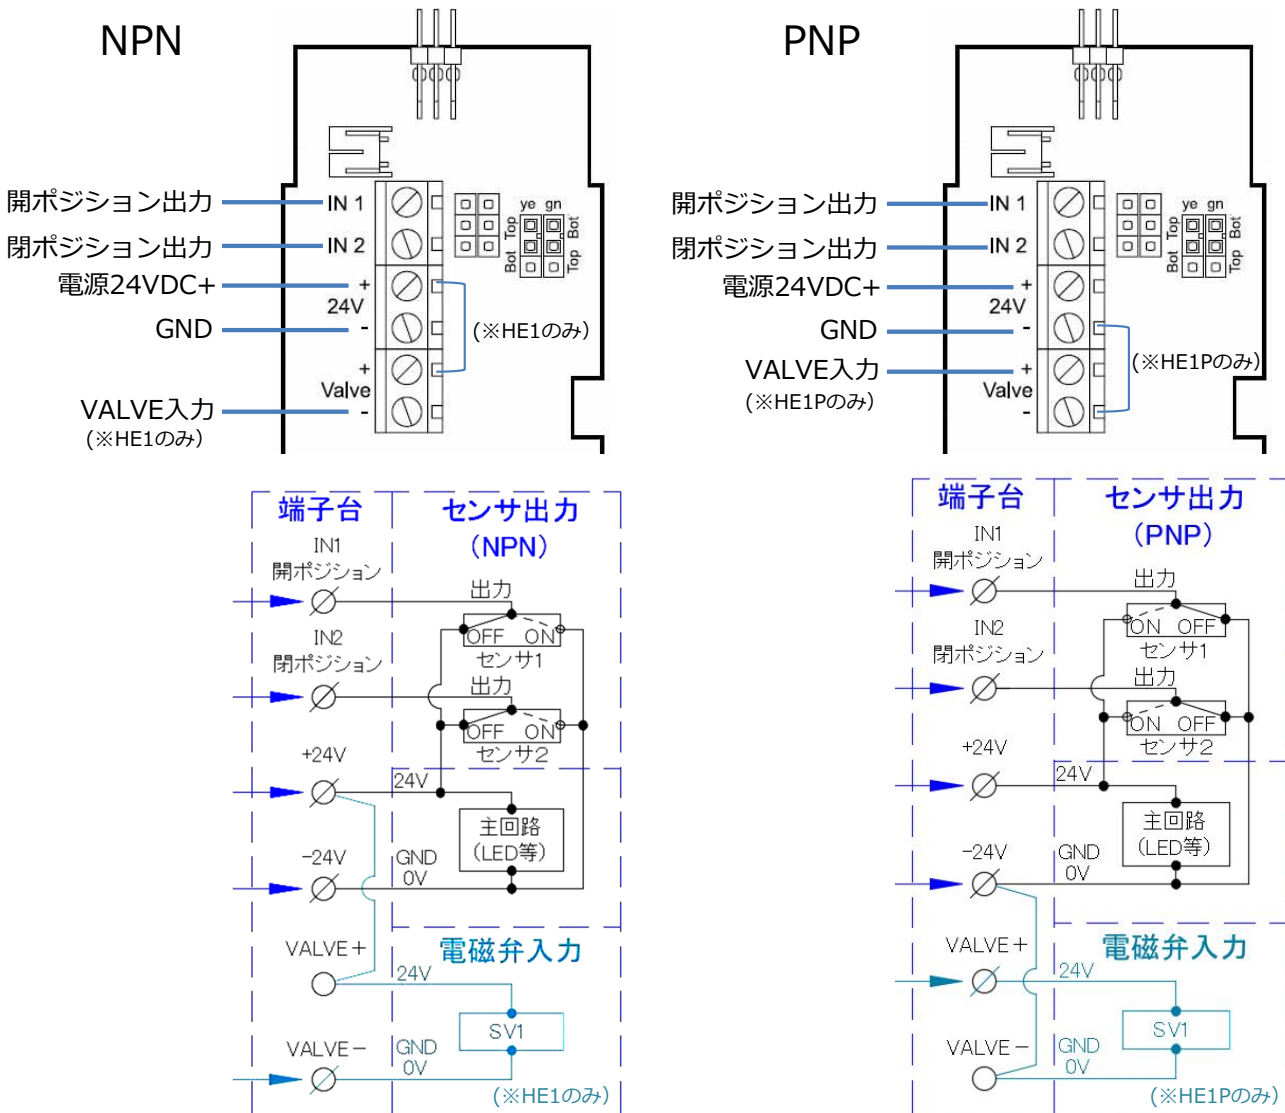 NPN
開ポジション出力
IN 1
閉ポジション出力
IN 2
電源24VDC+
+
24V
GND
-
(※HE1のみ)
+
Valve
VALVE入力
-
(※HE1のみ)
ye gn
Top
Bot
Bot
Top
PNP
開ポジション出力
IN 1
閉ポジション出力
IN 2
電源24VDC+
+
24V
GND
-
VALVE入力
+
(※HE1Pのみ)
Valve
(※HE1Pのみ)
-
ye gn
Top
Bot
Bot
Top
端子台
センサ出力
(NPN)
IN1
開ポジション
出力
OFF ON
センサ1
IN2
閉ポジション
出力
OFF ON
センサ2
+24V
24V
主回路
(LED等)
-24V
GND
0V
電磁弁入力
VALVE+
24V
SV1
VALVE-
GND
0V
(※HE1のみ)
端子台
センサ出力
(PNP)
IN1
開ポジション
出力
ON OFF
センサ1
IN2
閉ポジション
出力
ON OFF
センサ2
+24V
24V
主回路
(LED等)
-24V
GND
0V
電磁弁入力
VALVE+
24V
SV1
VALVE-
GND
0V
(※HE1Pのみ)